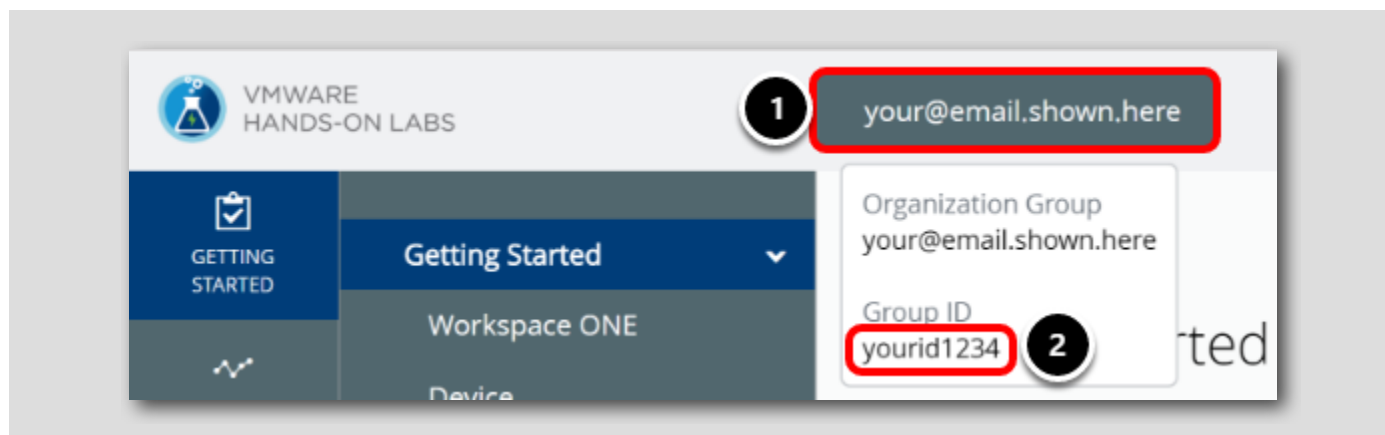 VMWARE
HANDS-ON LABS
1
your@email.shown.here
GETTING
STARTED
Getting Started
Workspace ONE
Device
Organization Group
your@email.shown.here
Group ID
yourid1234
2
rted